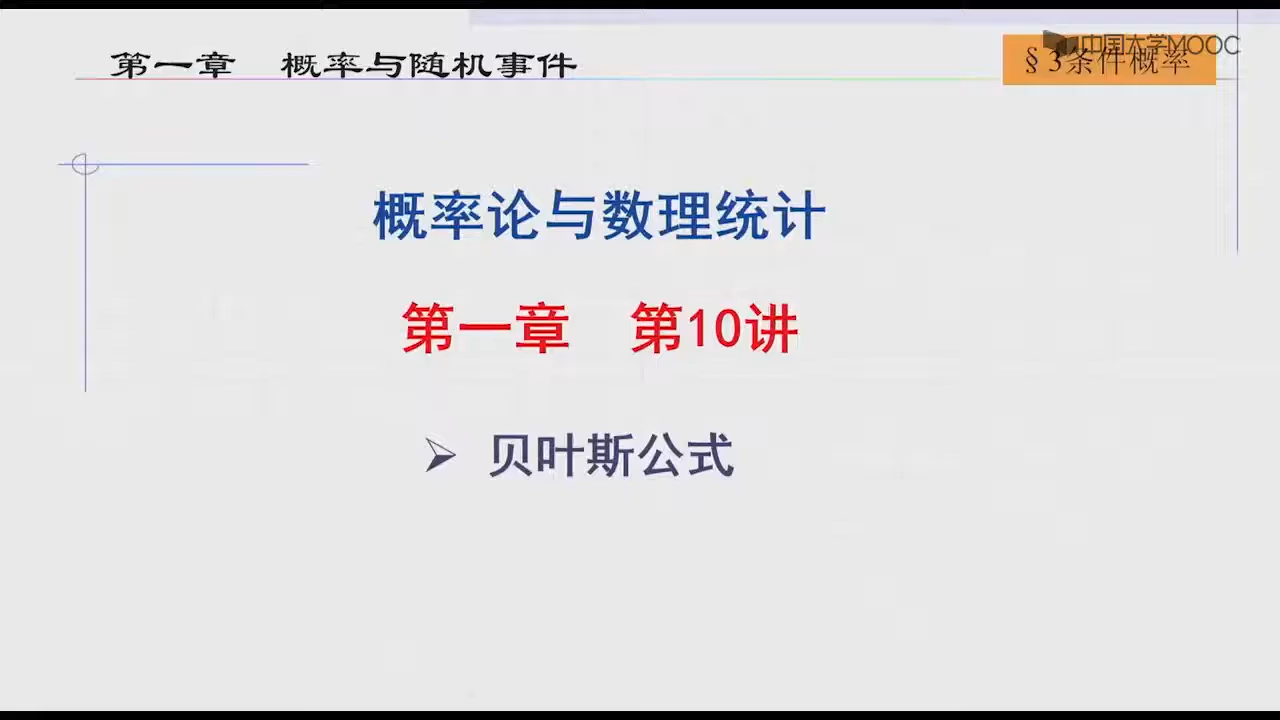 第一章 概率与随机事件
中国大学MOOC
§3条件概率
概率论与数理统计
第一章 第10讲
➢ 贝叶斯公式